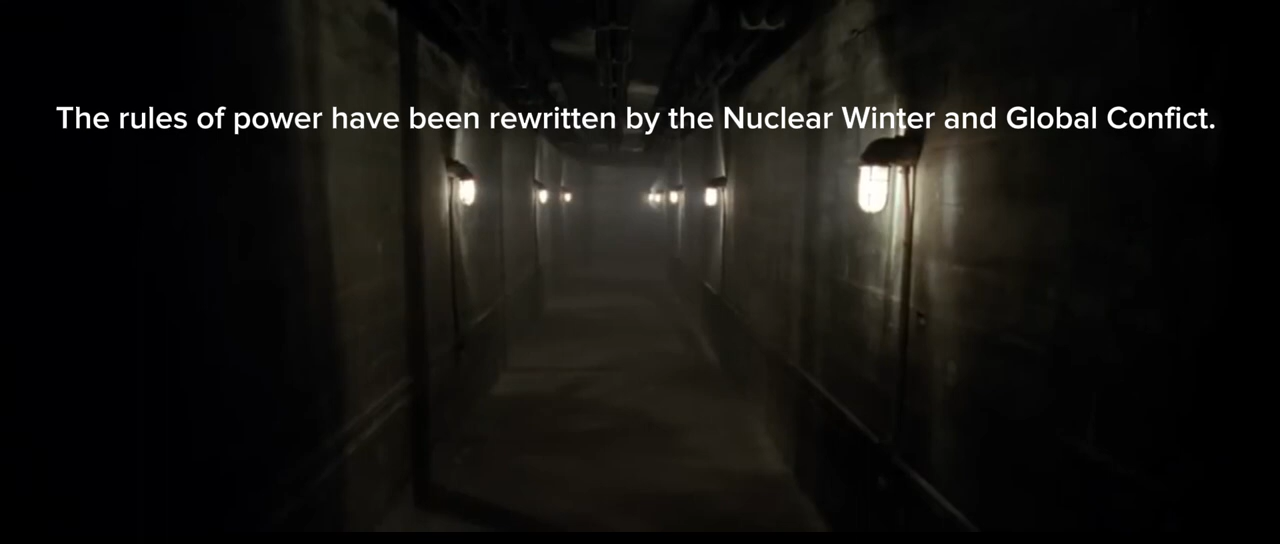 The rules of power have been rewritten by the Nuclear Winter and Global Confict.